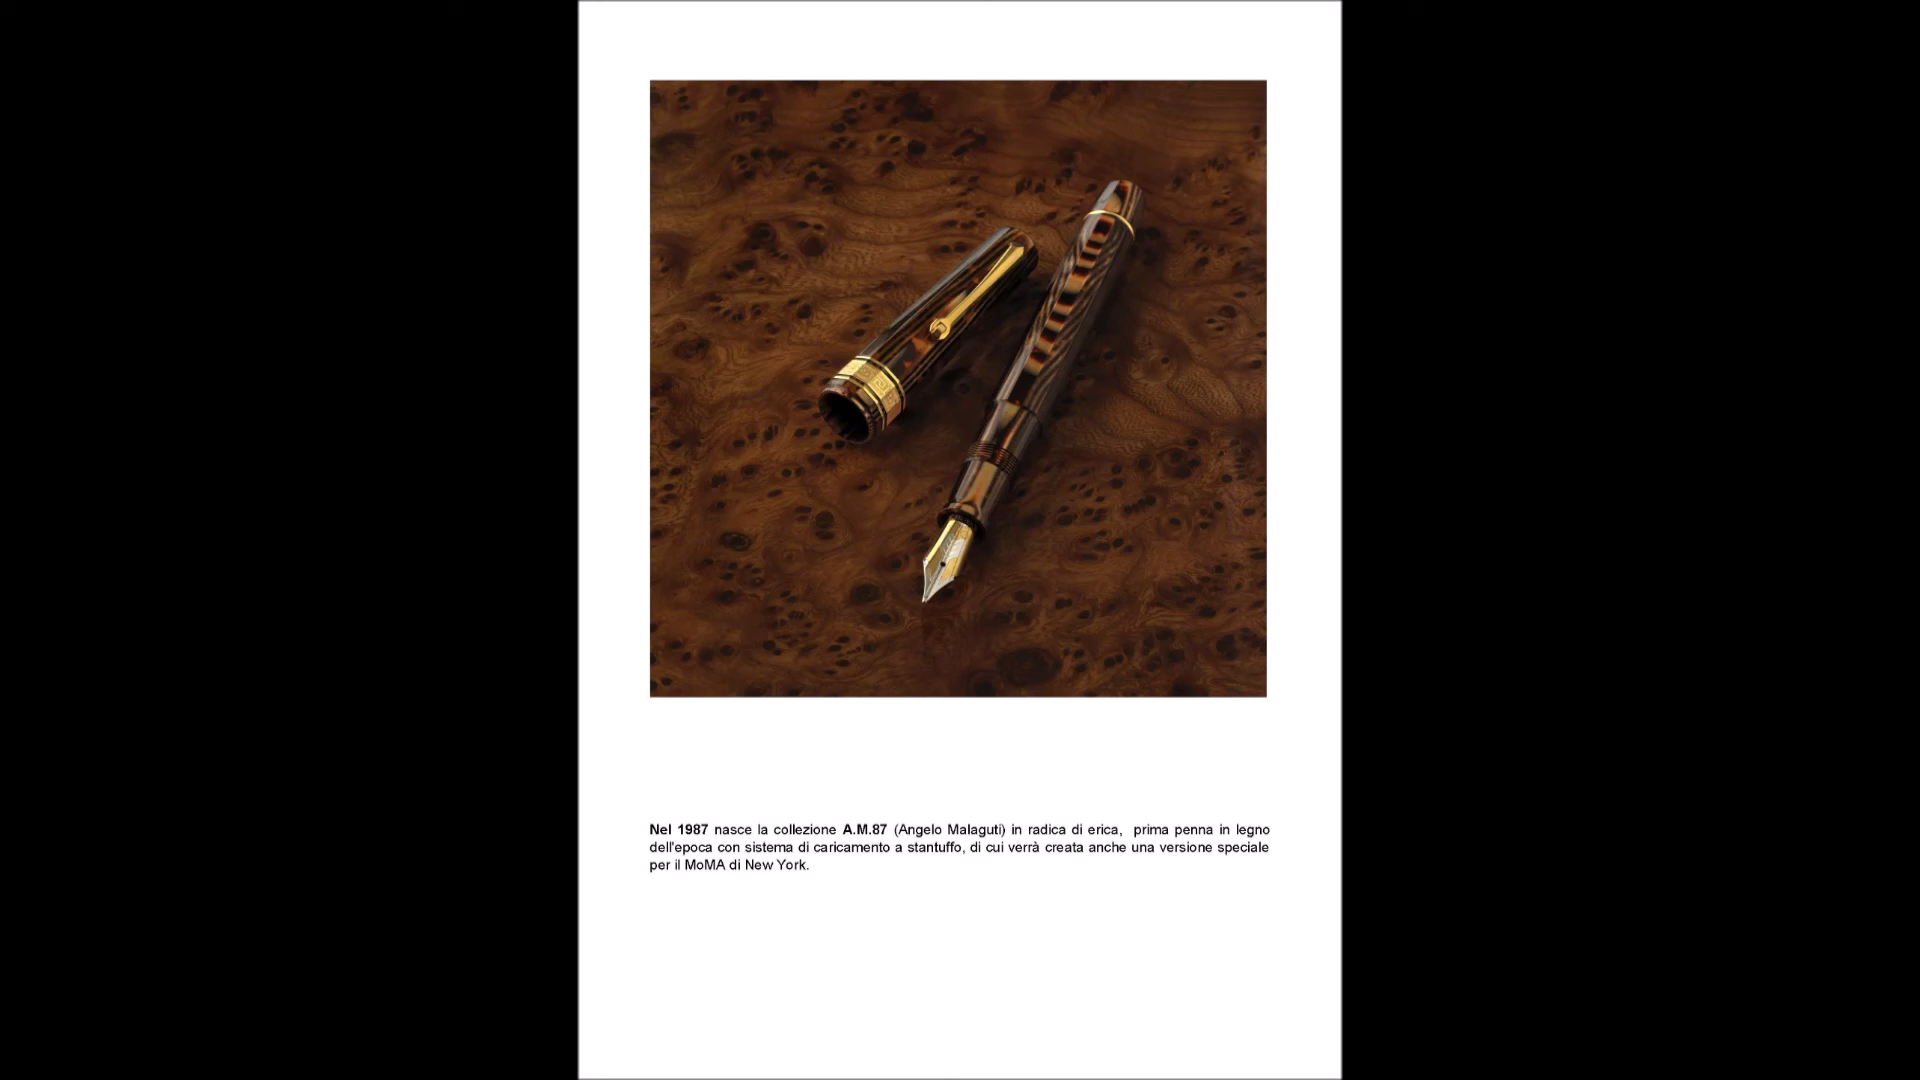 Nel 1987 nasce la collezione A.M.87 (Angelo Malaguti) in radica di erica, prima penna in legno
dell'epoca con sistema di caricamento a stantuffo, di cui verrà creata anche una versione speciale
per il MoMA di New York.